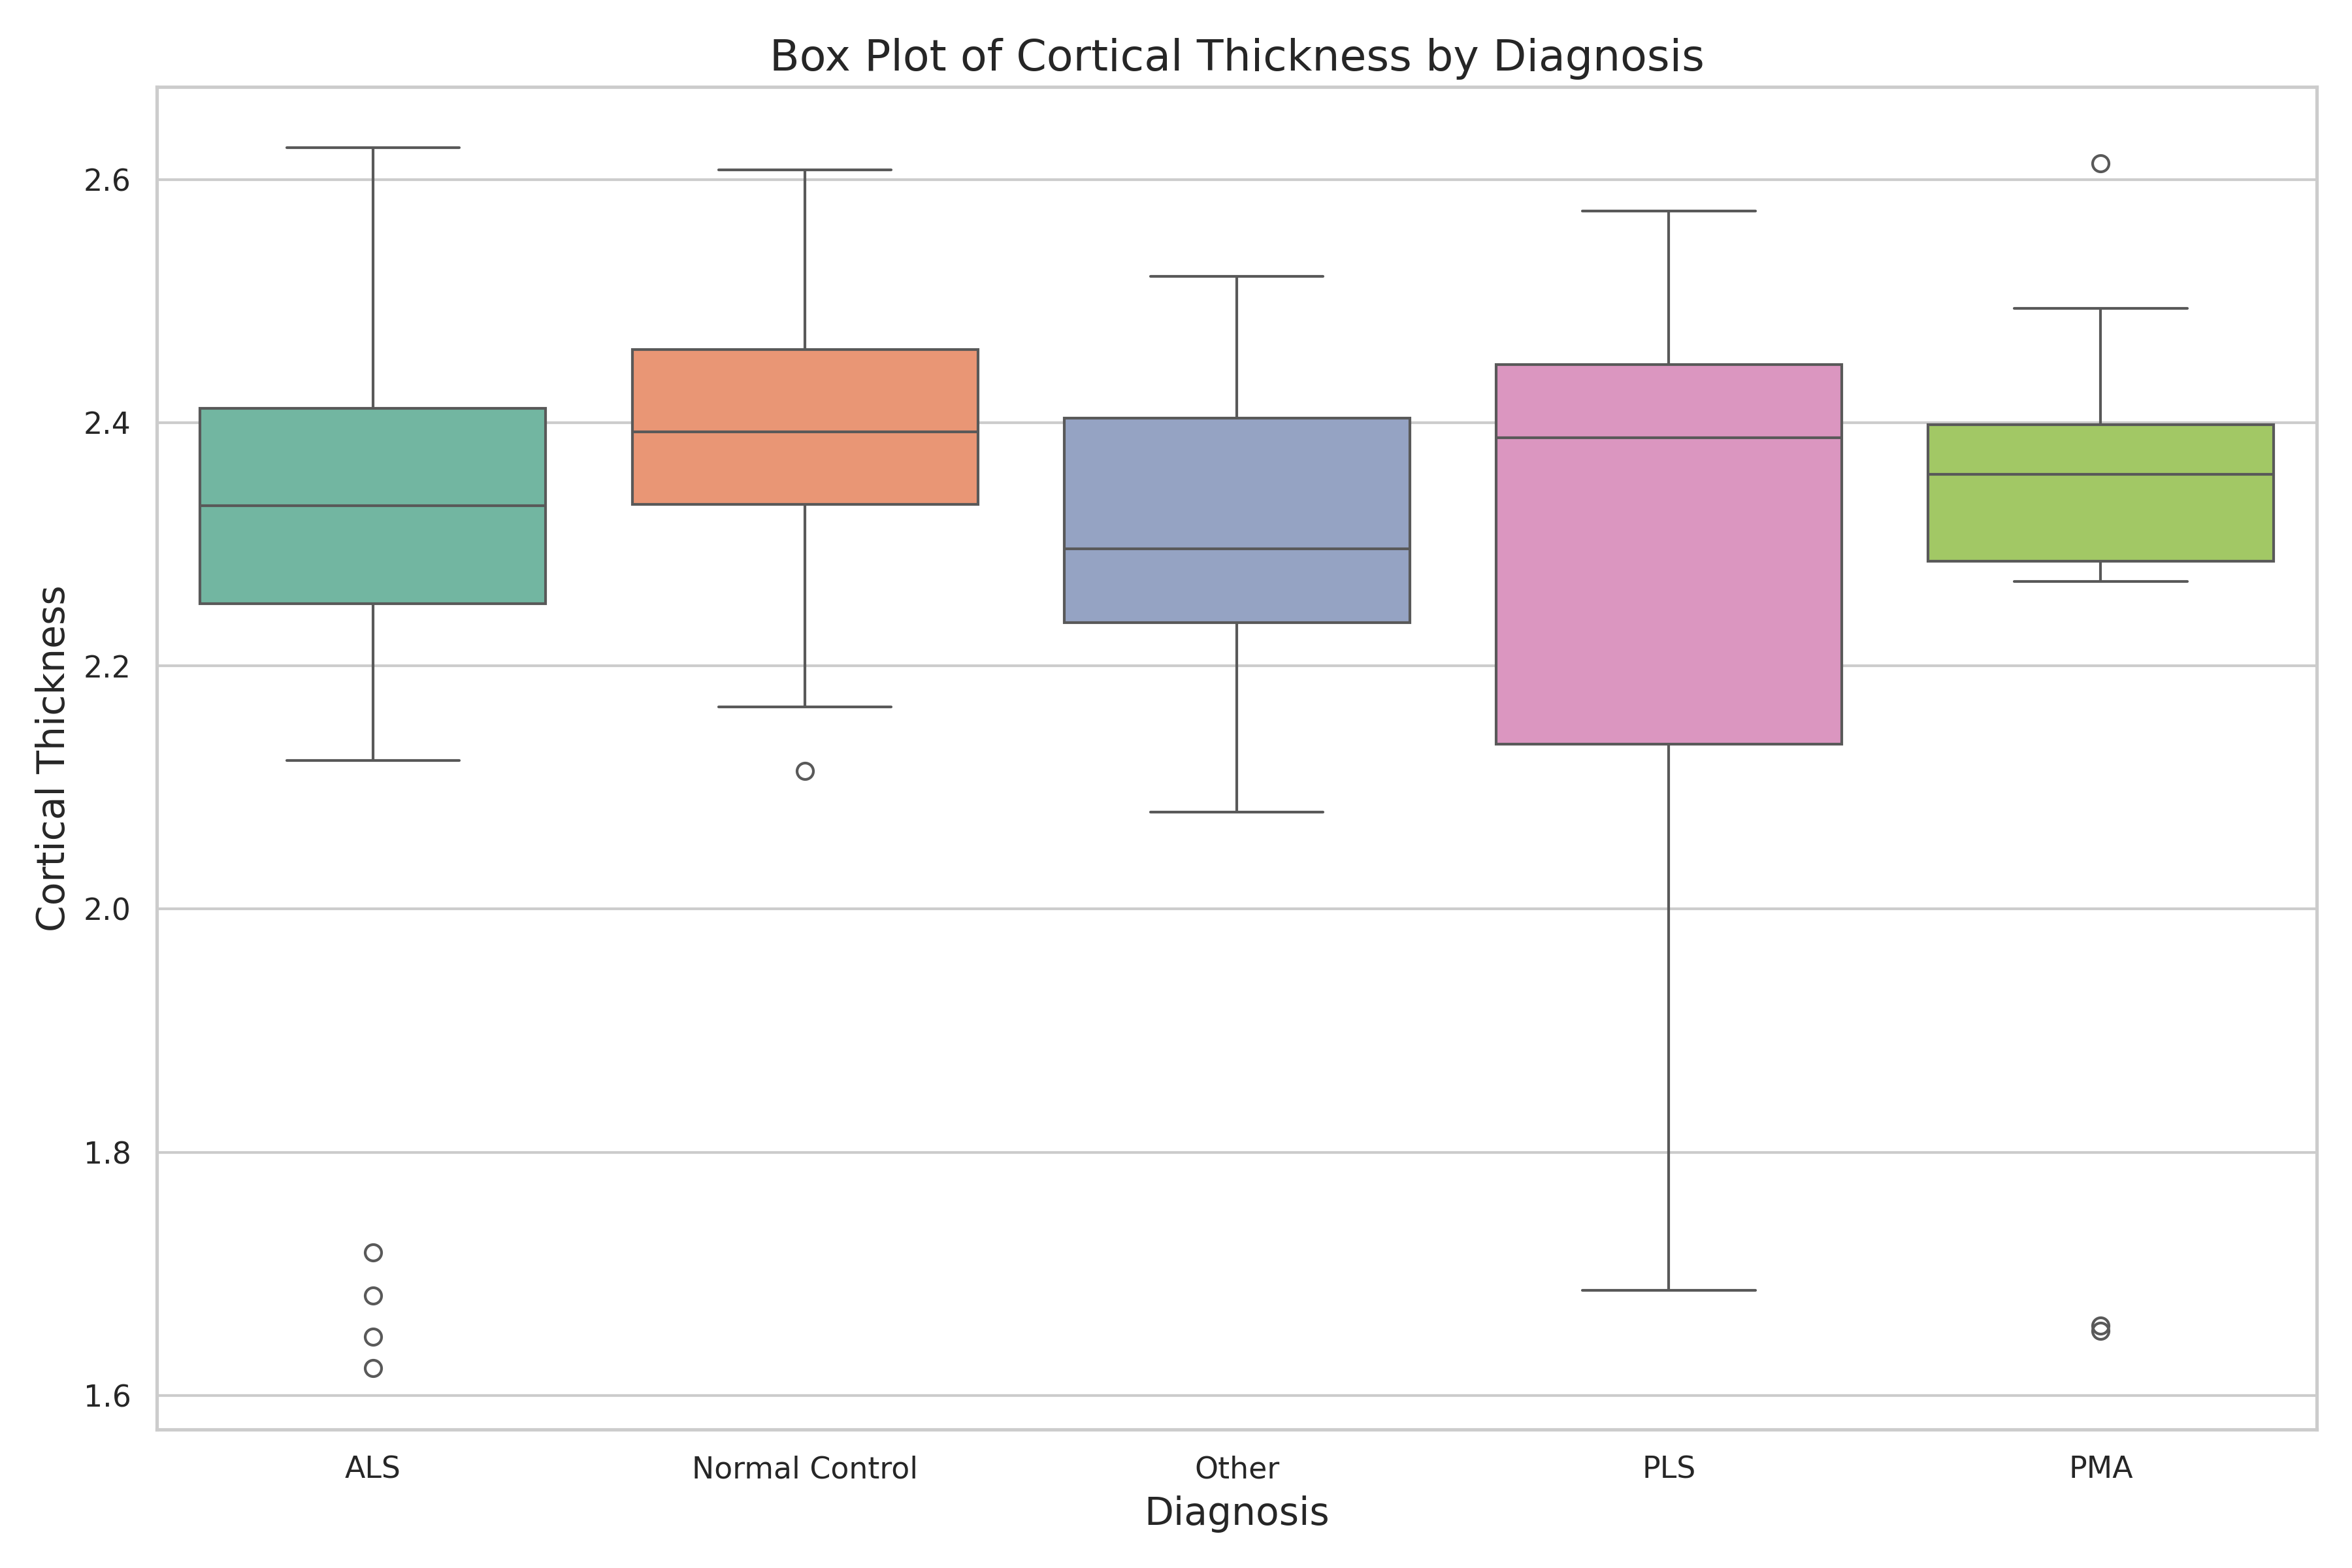 Box Plot of Cortical Thickness by Diagnosis
Cortical Thickness
2.6
2.4
2.2
2.0
1.8
1.6
ALS Normal Control Other PLS PMA
Diagnosis